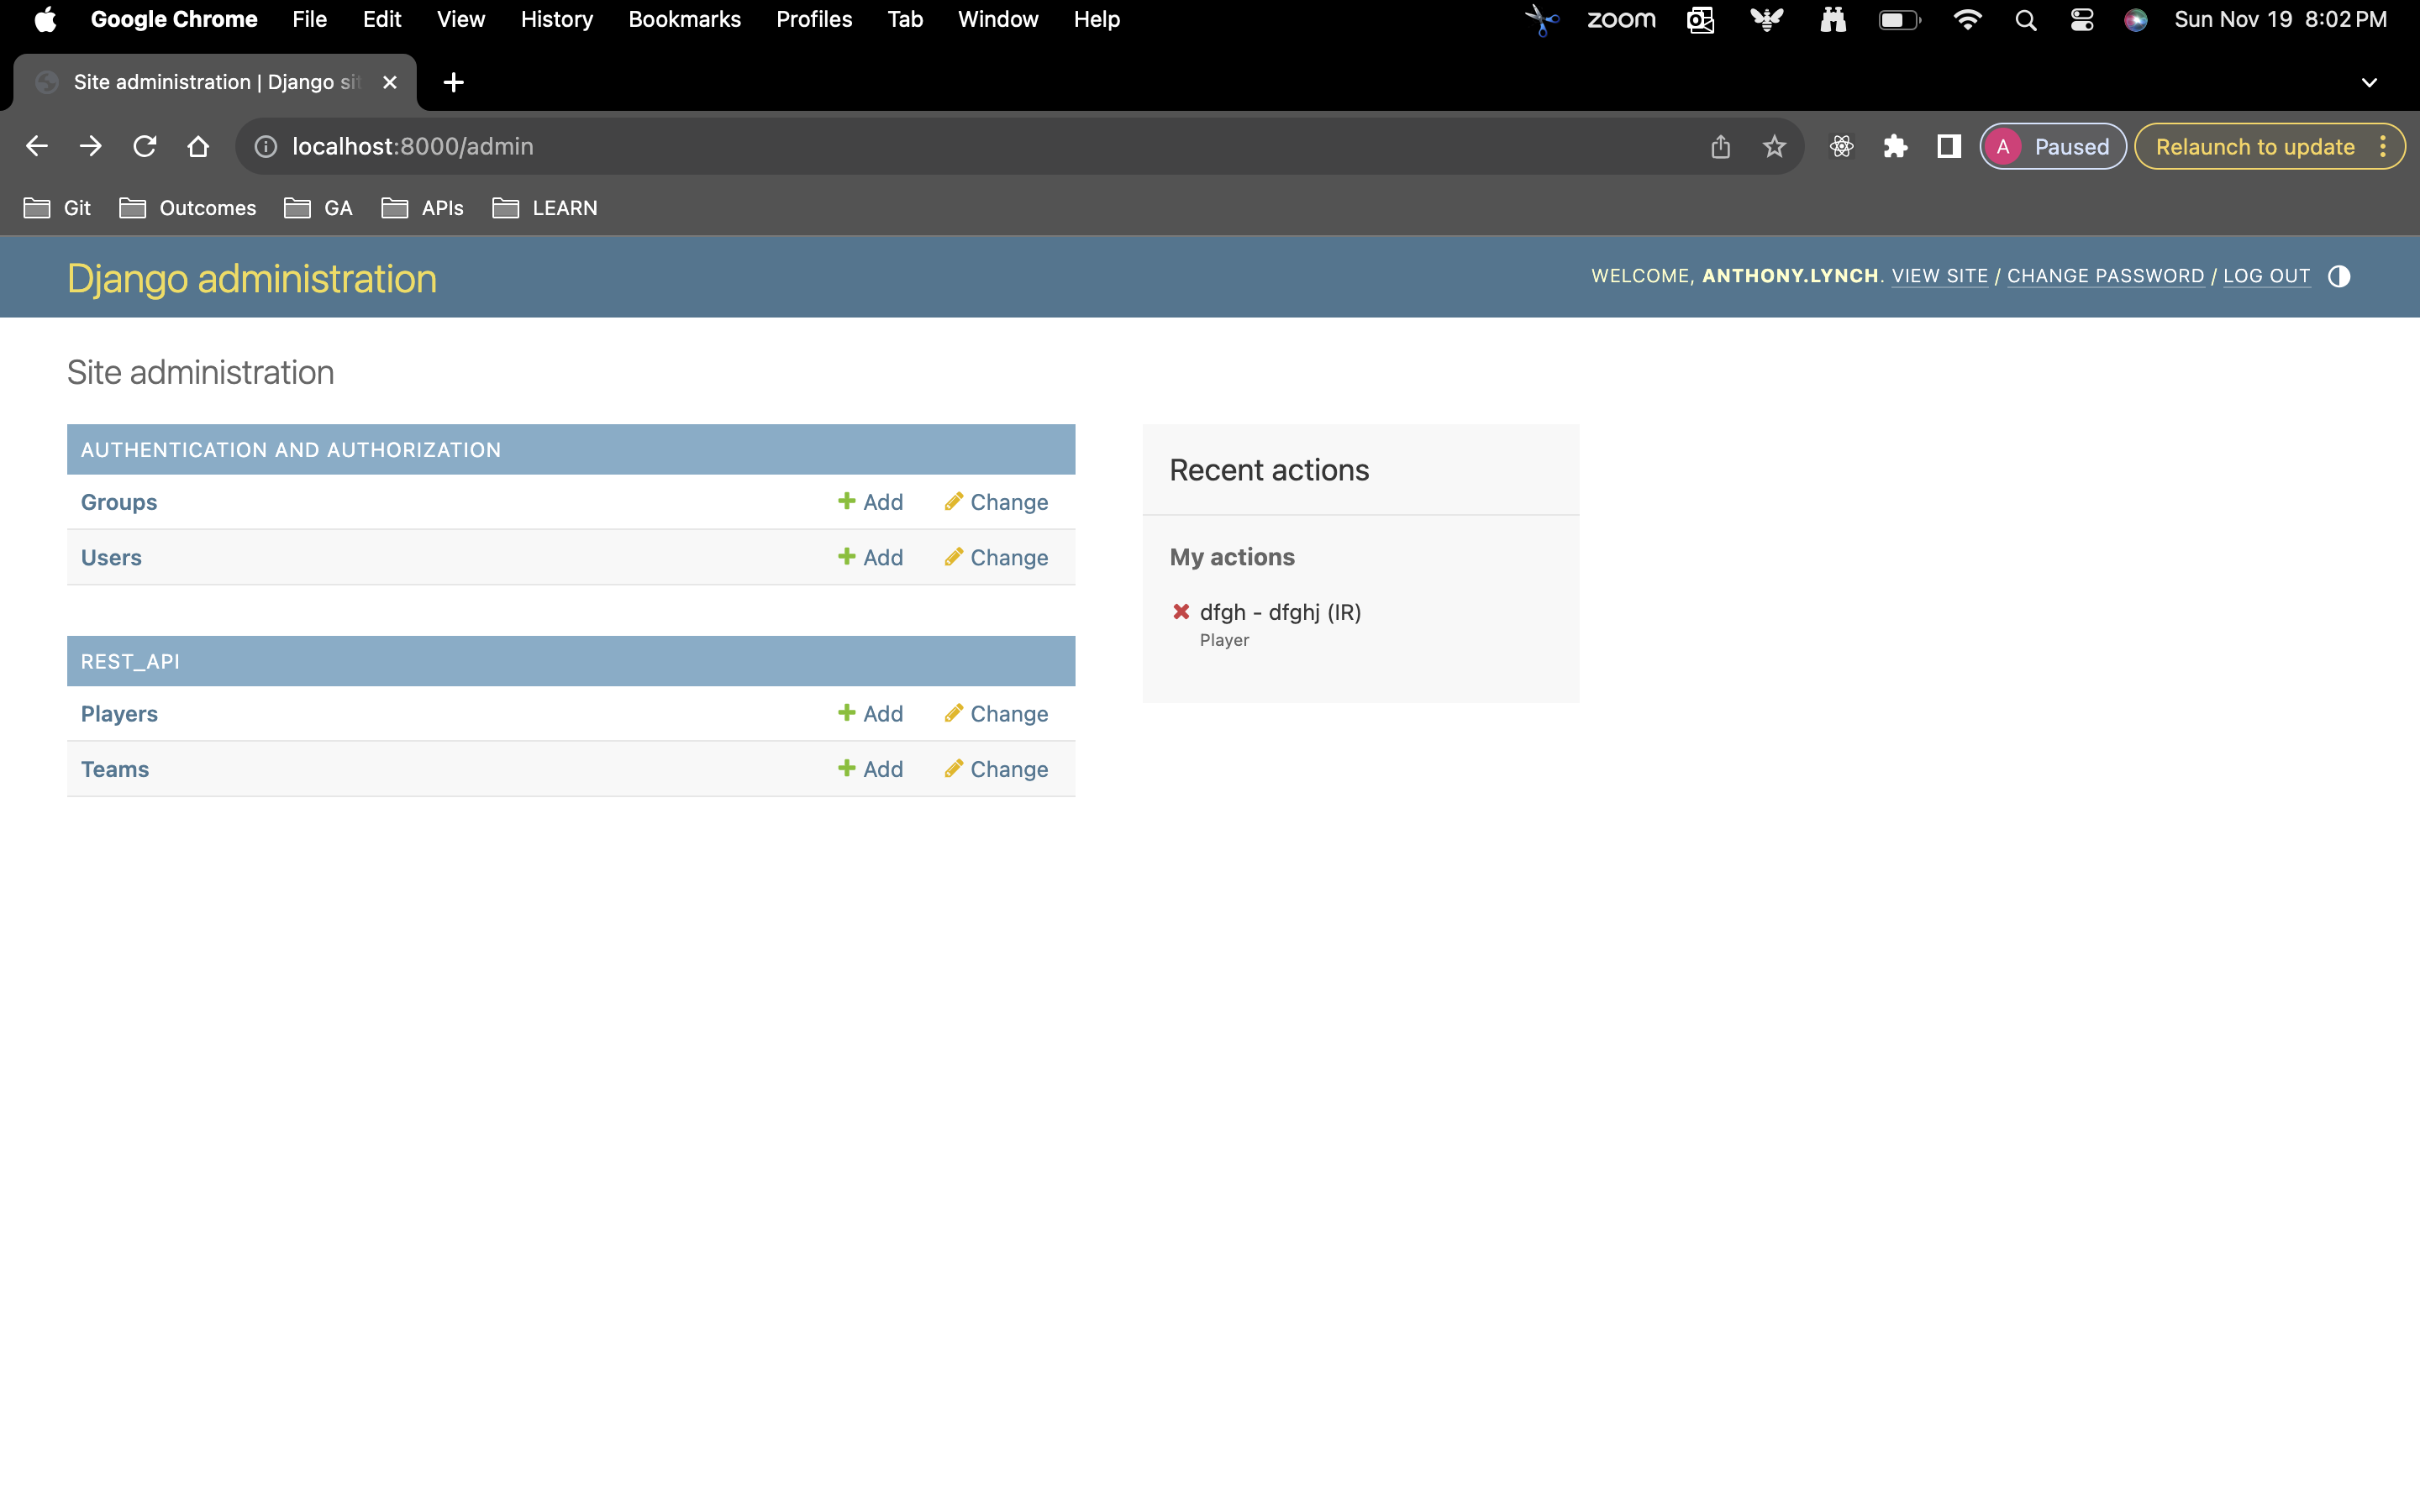 Google Chrome File Edit View History Bookmarks Profiles Tab Window Help zoom Sun Nov 19 8:02 PM
Site administration | Django sit
localhost:8000/admin A Paused Relaunch to update
Git Outcomes GA APIs LEARN
Django administration WELCOME, ANTHONY.LYNCH. VIEW SITE / CHANGE PASSWORD / LOG OUT
Site administration
AUTHENTICATION AND AUTHORIZATION
Groups Add Change
Users Add Change
REST_API
Players Add Change
Teams Add Change
Recent actions
My actions
dfgh - dfghj (IR)
Player